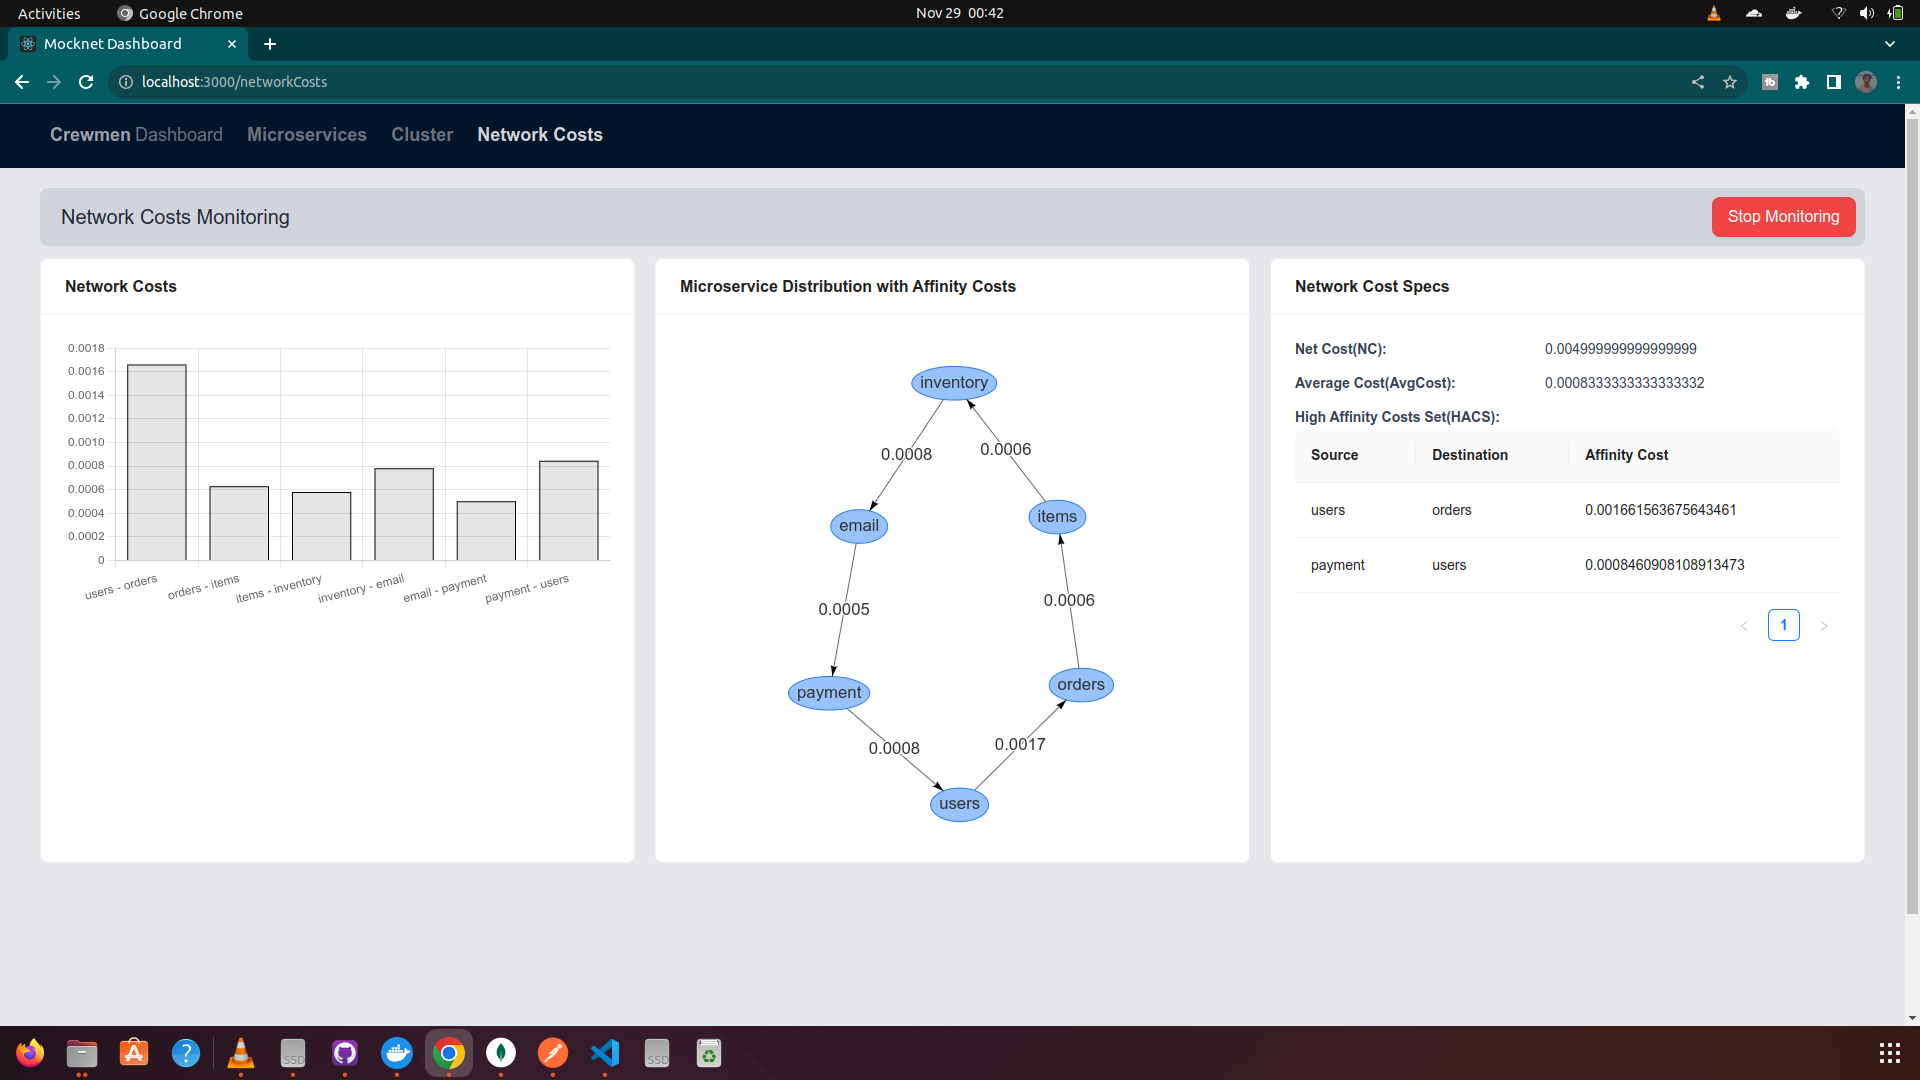 Activities
Google Chrome
Nov 29 00:42
Mocknet Dashboard
localhost:3000/networkCosts
Crewmen Dashboard
Microservices
Cluster
Network Costs
Network Costs Monitoring
Stop Monitoring
Network Costs
0.0018
0.0016
0.0014
0.0012
0.0010
0.0008
0.0006
0.0004
0.0002
0
users - orders
orders - items
items - inventory
inventory - email
email - payment
payment - users
Microservice Distribution with Affinity Costs
inventory
0.0008
0.0006
email
items
0.0005
0.0006
payment
orders
0.0008
0.0017
users
Network Cost Specs
Net Cost(NC):
0.004999999999999999
Average Cost(AvgCost):
0.0008333333333333332
High Affinity Costs Set(HACS):
Source Destination Affinity Cost
users orders 0.001661563675643461
payment users 0.0008460908108913473
1
SSD
SSD